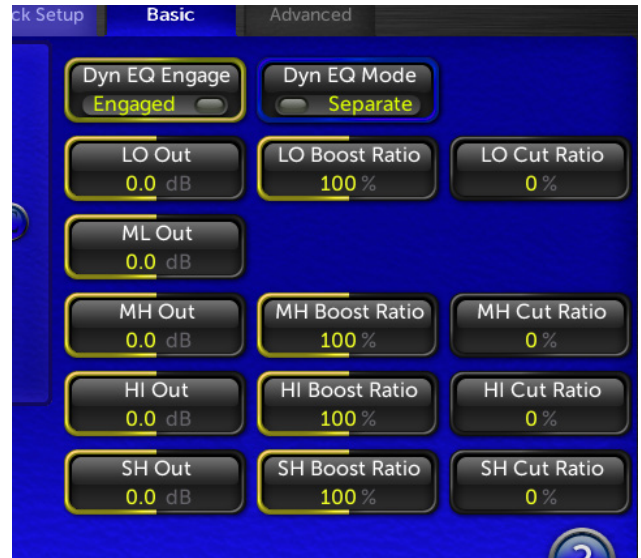 ck Setup Basic Advanced
Dyn EQ Engage Dyn EQ Mode
Engaged Separate
LO Out LO Boost Ratio LO Cut Ratio
0.0 dB 100 % 0 %
ML Out
0.0 dB
MH Out MH Boost Ratio MH Cut Ratio
0.0 dB 100 % 0 %
HI Out HI Boost Ratio HI Cut Ratio
0.0 dB 100 % 0 %
SH Out SH Boost Ratio SH Cut Ratio
0.0 dB 100 % 0 %
?